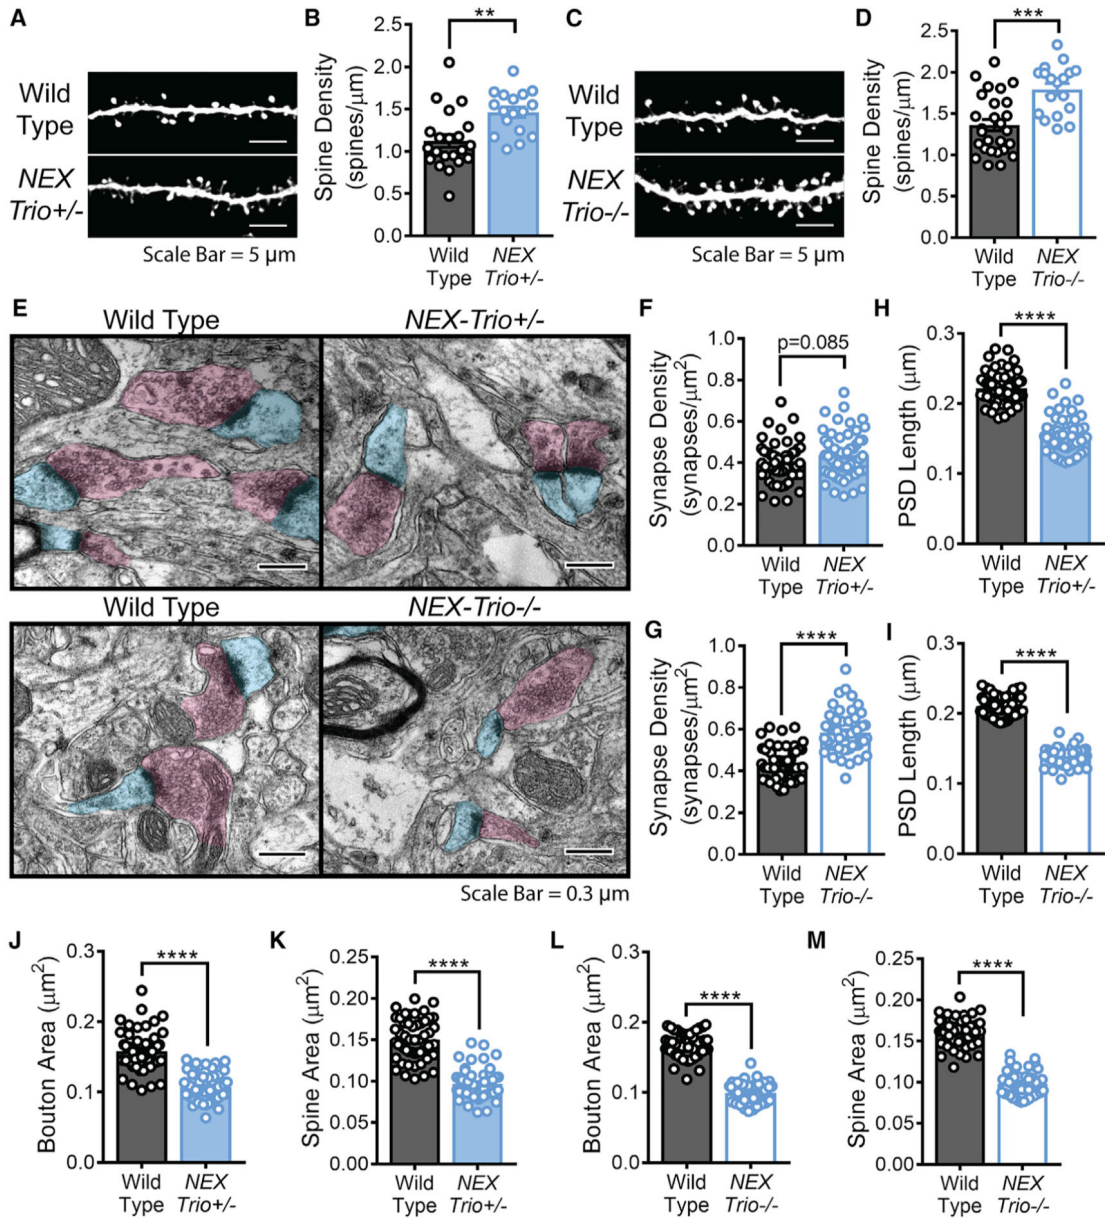 A
Wild
Type
NEX
Trio+/-
Scale Bar = 5 µm
B
**
Spine Density
(spines/µm)
2.5
2.0
1.5
1.0
0.5
0.0
Wild
Type
NEX
Trio+/-
C
Wild
Type
NEX
Trio-/-
Scale Bar = 5 µm
D
***
Spine Density
(spines/µm)
2.5
2.0
1.5
1.0
0.5
0.0
Wild
Type
NEX
Trio-/-
E
Wild Type
NEX-Trio+/-
Wild Type
NEX-Trio-/-
Scale Bar = 0.3 µm
F
p=0.085
Synapse Density
(synapses/µm²)
1.0
0.8
0.6
0.4
0.2
0.0
Wild
Type
NEX
Trio+/-
H
****
PSD Length (µm)
0.3
0.2
0.1
0.0
Wild
Type
NEX
Trio+/-
G
****
Synapse Density
(synapses/µm²)
1.0
0.8
0.6
0.4
0.2
0.0
Wild
Type
NEX
Trio-/-
I
****
PSD Length (µm)
0.3
0.2
0.1
0.0
Wild
Type
NEX
Trio-/-
J
****
Bouton Area (µm²)
0.3
0.2
0.1
0.0
Wild
Type
NEX
Trio+/-
K
****
Spine Area (µm²)
0.25
0.20
0.15
0.10
0.05
0.00
Wild
Type
NEX
Trio+/-
L
****
Bouton Area (µm²)
0.3
0.2
0.1
0.0
Wild
Type
NEX
Trio-/-
M
****
Spine Area (µm²)
0.25
0.20
0.15
0.10
0.05
0.00
Wild
Type
NEX
Trio-/-